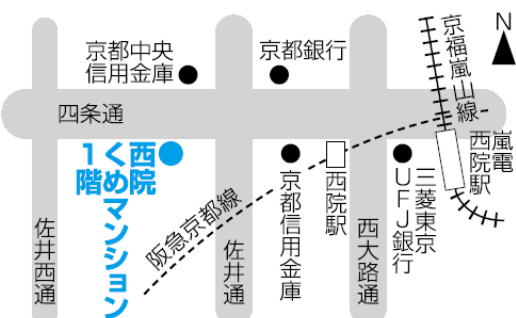 京都中央
信用金庫
京都銀行
京福嵐山線
N
四条通
嵐電
西院駅
西院
くめマンション
1階
阪急京都線
京都信用金庫
西院駅
三菱東京
UFJ銀行
佐井西通
佐井通
西大路通